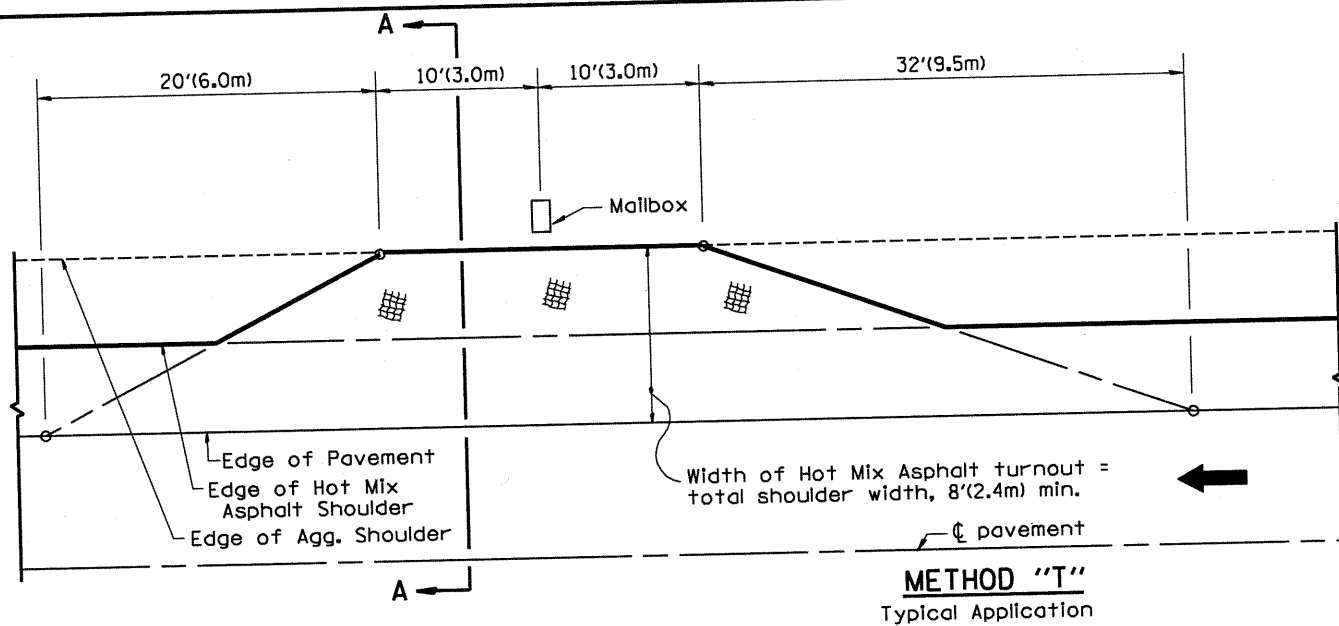 A
20'(6.0m)
10'(3.0m)
10'(3.0m)
32'(9.5m)
Mailbox
Edge of Pavement
Edge of Hot Mix
Asphalt Shoulder
Edge of Agg. Shoulder
Width of Hot Mix Asphalt turnout =
total shoulder width, 8'(2.4m) min.
℄ pavement
A
METHOD "T"
Typical Application